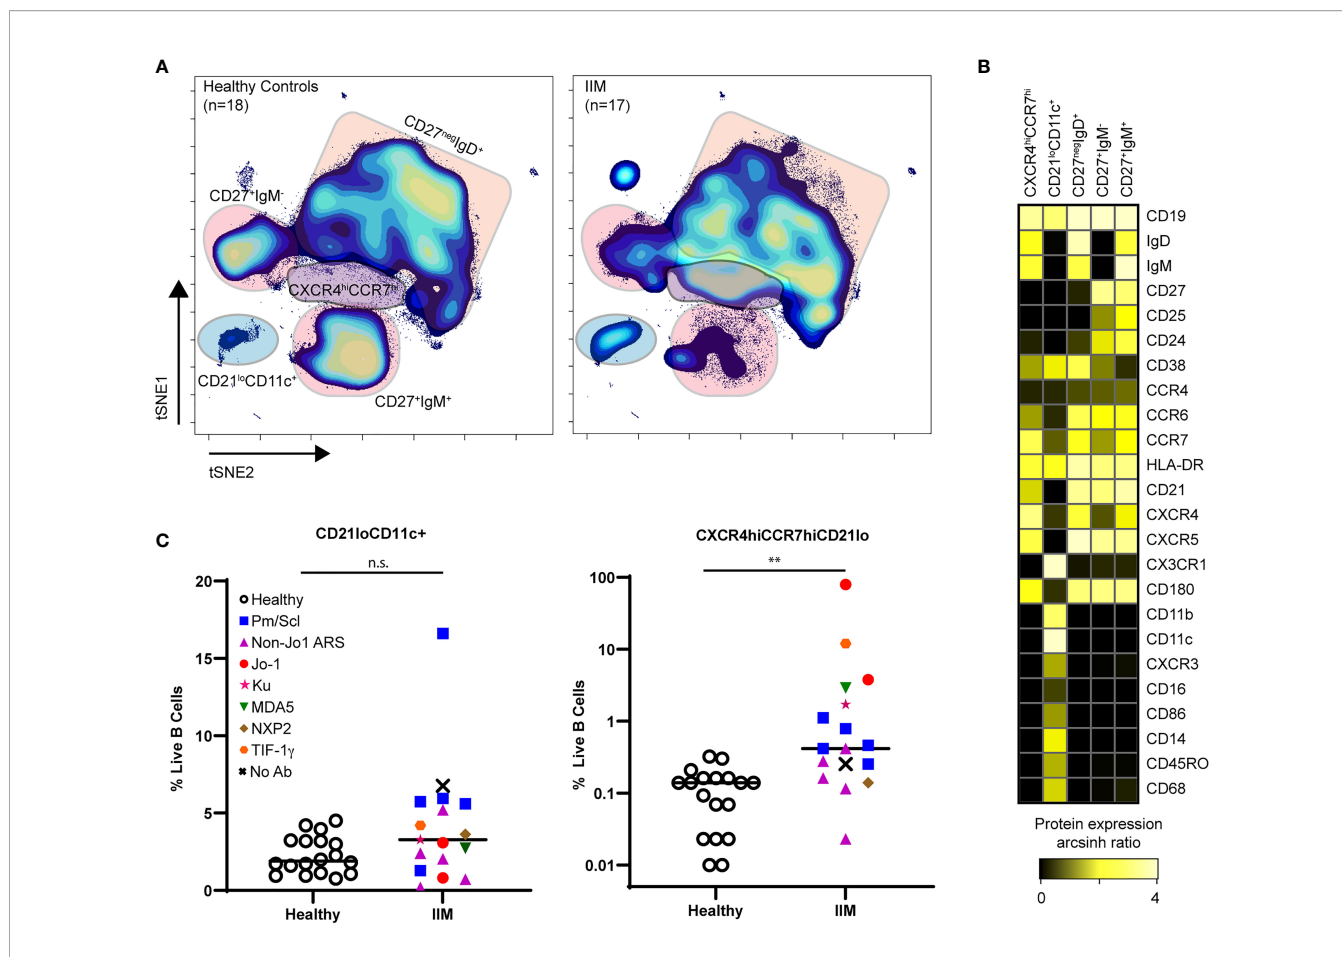 A
B
Healthy Controls
(n=18)
CD27negIgD+
CD27+IgM-
CXCR4hiCCR7hi
CD21loCD11c+
CD27+IgM+
IIM
(n=17)
tSNE1
tSNE2
CXCR4hiCCR7hi
CD21loCD11c+
CD27negIgD+
CD27+IgM-
CD27+IgM+
CD19
IgD
IgM
CD27
CD25
CD24
CD38
CCR4
CCR6
CCR7
HLA-DR
CD21
CXCR4
CXCR5
CX3CR1
CD180
CD11b
CD11c
CXCR3
CD16
CD86
CD14
CD45RO
CD68
Protein expression
arcsinh ratio
0
4
C
CD21loCD11c+
n.s.
% Live B Cells
20
15
10
5
0
Healthy
Pm/Scl
Non-Jo1 ARS
Jo-1
Ku
MDA5
NXP2
TIF-1γ
No Ab
Healthy
IIM
CXCR4hiCCR7hiCD21lo
**
% Live B Cells
100
10
1
0.1
0.01
Healthy
IIM